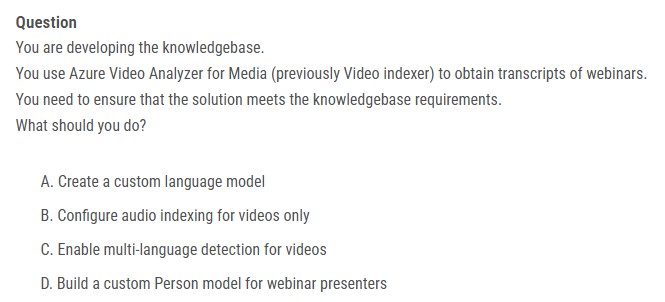 Question
You are developing the knowledgebase.
You use Azure Video Analyzer for Media (previously Video indexer) to obtain transcripts of webinars.
You need to ensure that the solution meets the knowledgebase requirements.
What should you do?
A. Create a custom language model
B. Configure audio indexing for videos only
C. Enable multi-language detection for videos
D. Build a custom Person model for webinar presenters